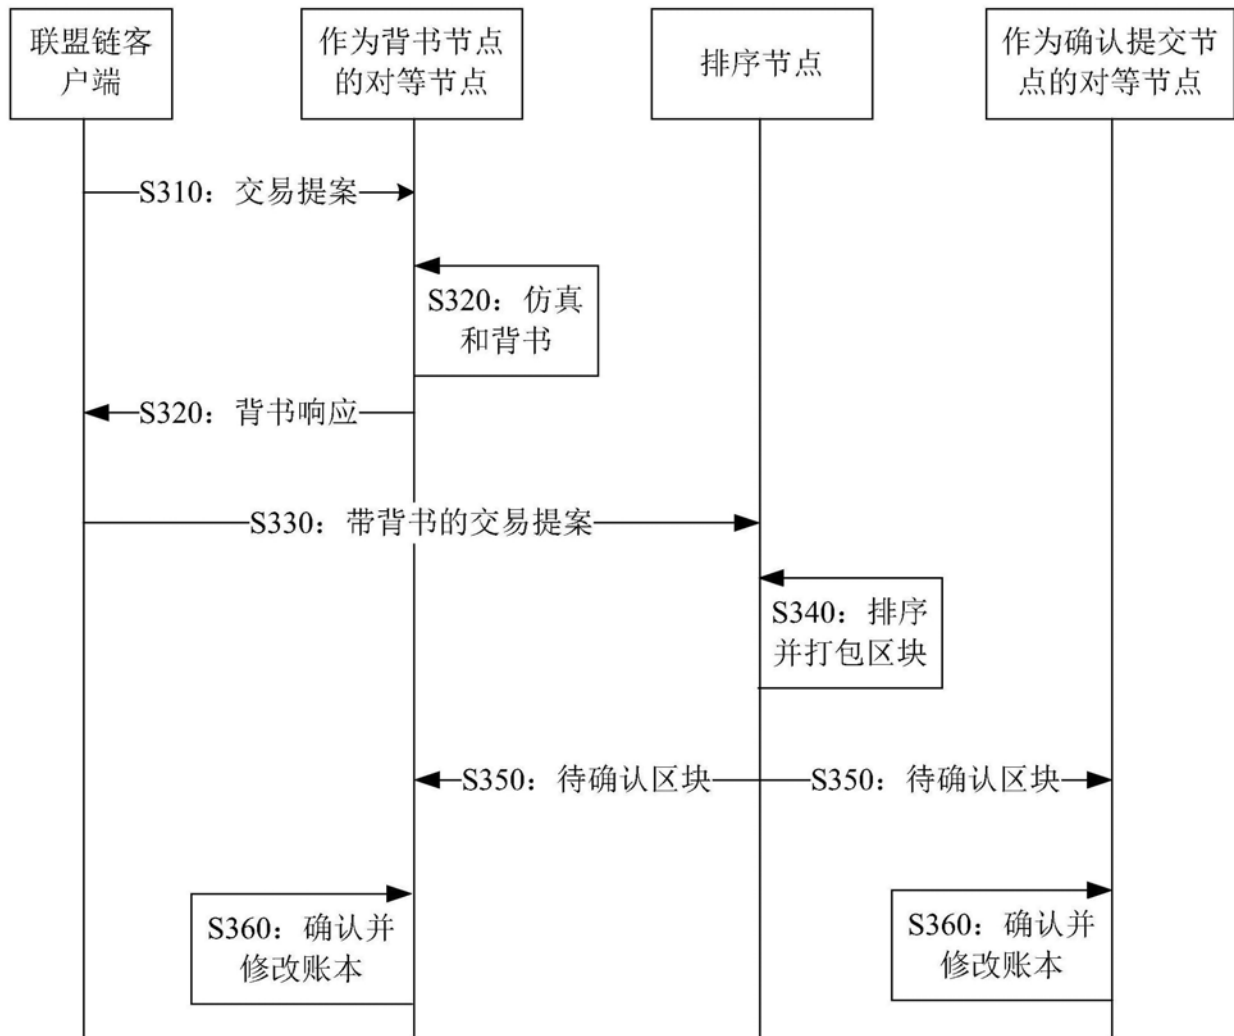 联盟链客
户端
作为背书节点
的对等节点
排序节点
作为确认提交节
点的对等节点
S310：交易提案
S320：仿真
和背书
S320：背书响应
S330：带背书的交易提案
S340：排序
并打包区块
S350：待确认区块
S350：待确认区块
S360：确认并
修改账本
S360：确认并
修改账本